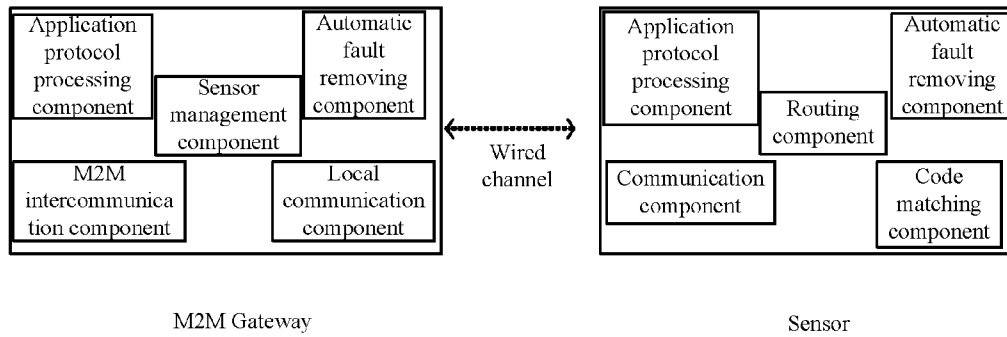 Application
protocol
processing
component
Automatic
fault
removing
component
Sensor
management
component
M2M
intercommunica
tion component
Local
communication
component
Wired
channel
Application
protocol
processing
component
Automatic
fault
removing
component
Routing
component
Communication
component
Code
matching
component
M2M Gateway
Sensor